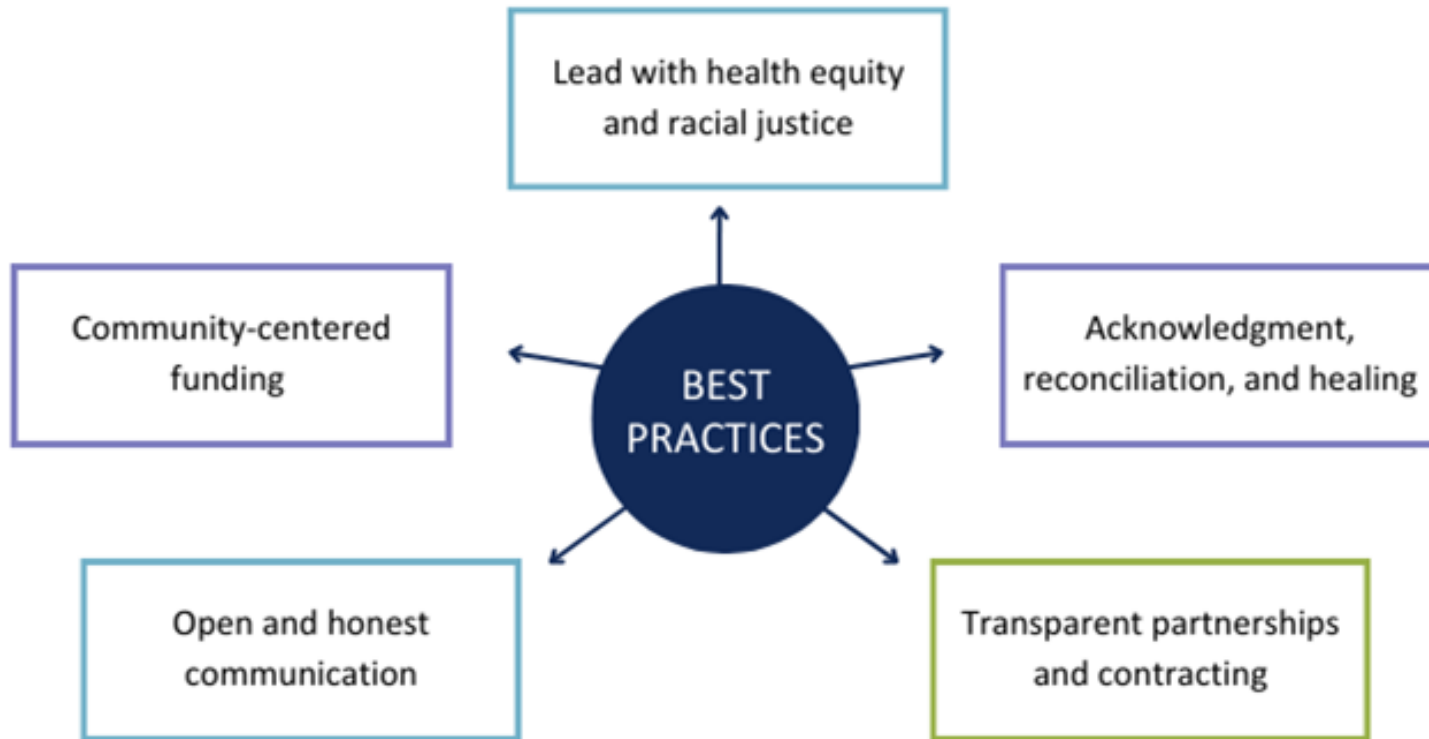 Lead with health equity
and racial justice
Community-centered
funding
Acknowledgment,
reconciliation, and healing
BEST
PRACTICES
Open and honest
communication
Transparent partnerships
and contracting